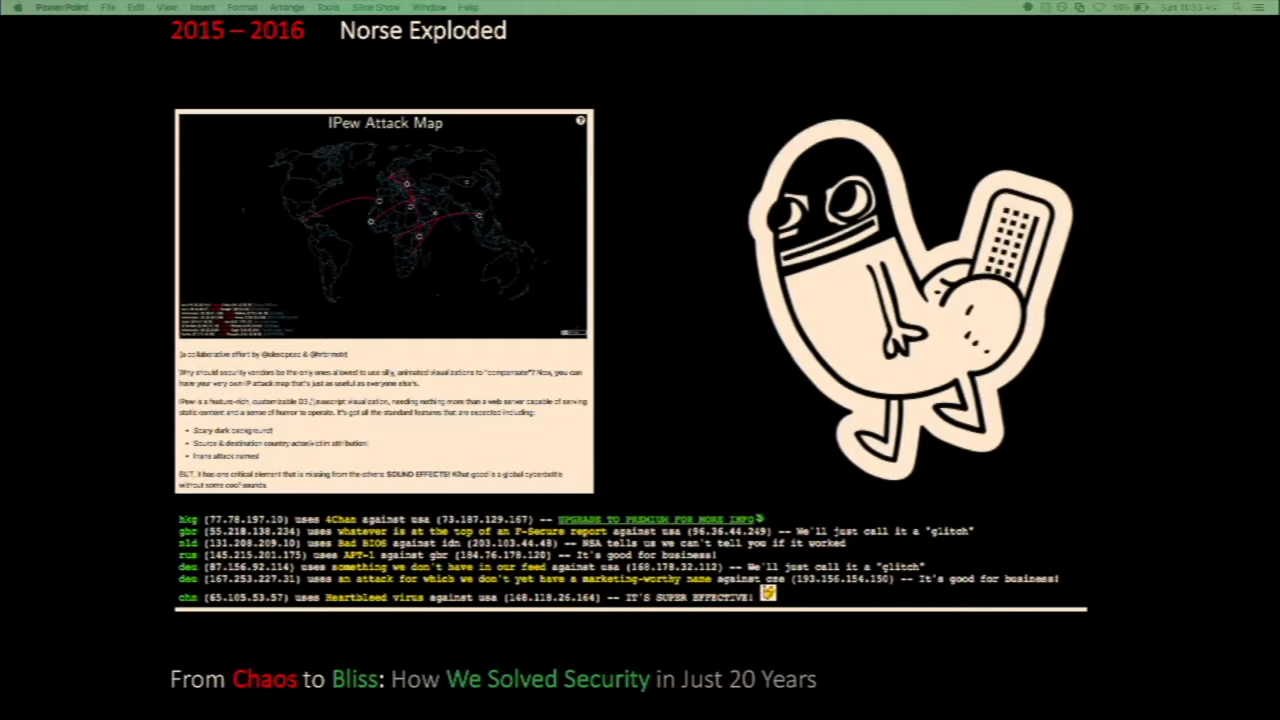 PowerPoint File Edit View Insert Format Arrange Tools Slide Show Window Help
2015 – 2016 Norse Exploded
IPew Attack Map
Why should security vendors be the only ones allowed to use silly, animated visualizations to "compensate"? Now, you can
have your very own IP attack map that's just as useful as everyone else's.
IPew is a feature-rich, customizable D3 / javascript visualization, needing nothing more than a web server capable of serving
static content and a sense of humor to operate. It's got all the standard features that are expected including:
• Scary dark background!
• Source & destination country actor/victim attribution!
• Inane attack names!
BUT, it has one critical element that is missing from the others: SOUND EFFECTS! What good is a global cyberbattle
without some cool sounds.
hkg (77.78.197.10) uses 4Chan against usa (73.187.129.167) -- UPGRADE TO PREMIUM FOR MORE INFO
gbr (55.218.138.234) uses whatever is at the top of an F-Secure report against usa (96.36.44.249) -- We'll just call it a "glitch"
nld (131.208.209.10) uses Bad BIOS against idn (203.103.44.48) -- NSA tells us we can't tell you if it worked
rus (145.215.201.175) uses APT-1 against gbr (184.76.178.120) -- It's good for business!
deu (87.156.92.114) uses something we don't have in our feed against usa (168.178.32.112) -- We'll just call it a "glitch"
deu (167.253.227.31) uses an attack for which we don't yet have a marketing-worthy name against cze (193.156.154.150) -- It's good for business!
chn (65.105.53.57) uses Heartbleed virus against usa (148.118.26.164) -- IT'S SUPER EFFECTIVE!
From Chaos to Bliss: How We Solved Security in Just 20 Years